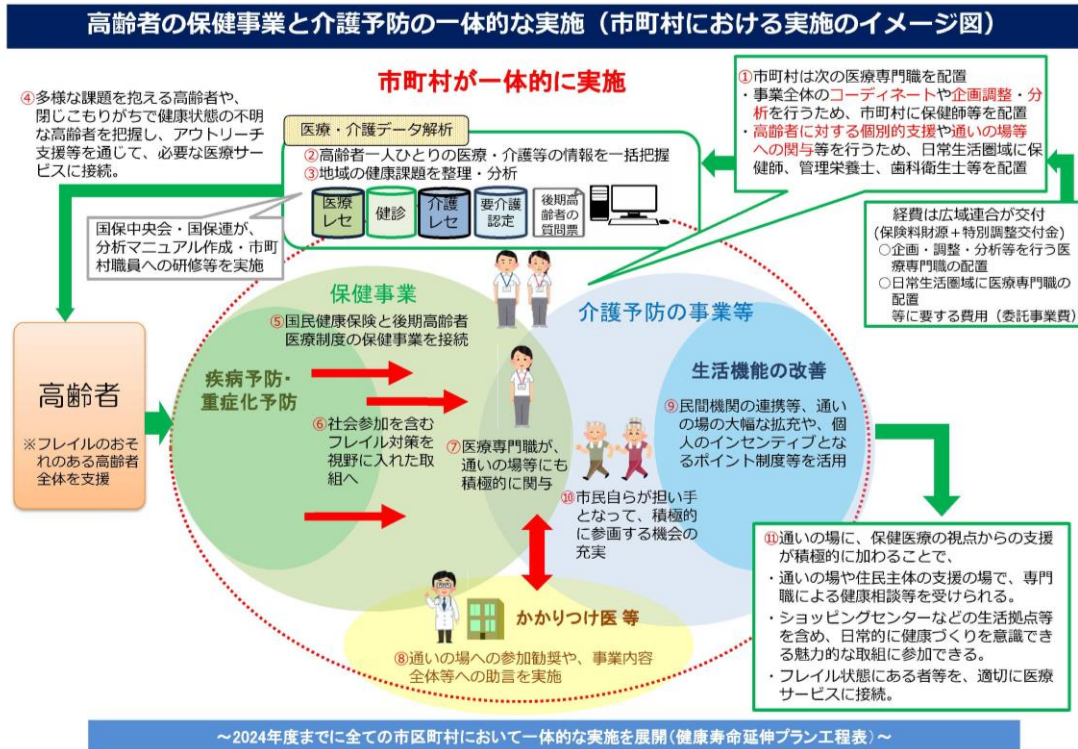 高齢者の保健事業と介護予防の一体的な実施（市町村における実施のイメージ図）
市町村が一体的に実施
①市町村は次の医療専門職を配置
・事業全体のコーディネートや企画調整・分
析を行うため、市町村に保健師等を配置
・高齢者に対する個別的支援や通いの場等
への関与等を行うため、日常生活圏域に保
健師、管理栄養士、歯科衛生士等を配置
④多様な課題を抱える高齢者や、
閉じこもりがちで健康状態の不明
な高齢者を把握し、アウトリーチ
支援等を通じて、必要な医療サー
ビスに接続。
医療・介護データ解析
②高齢者一人ひとりの医療・介護等の情報を一括把握
③地域の健康課題を整理・分析
医療
レセ
健診
介護
レセ
要介護
認定
後期高
齢者の
質問票
国保中央会・国保連が、
分析マニュアル作成・市町
村職員への研修等を実施
経費は広域連合が交付
(保険料財源＋特別調整交付金)
○企画・調整・分析等を行う医
療専門職の配置
○日常生活圏域に医療専門職の
配置
等に要する費用（委託事業費）
保健事業
介護予防の事業等
⑤国民健康保険と後期高齢者
医療制度の保健事業を接続
高齢者
※フレイルのおそ
れのある高齢者
全体を支援
疾病予防・
重症化予防
⑥社会参加を含む
フレイル対策を
視野に入れた取
組へ
⑦医療専門職が、
通いの場等にも
積極的に関与
生活機能の改善
⑨民間機関の連携等、通い
の場の大幅な拡充や、個
人のインセンティブとな
るポイント制度等を活用
⑩市民自らが担い手
となって、積極的
に参画する機会の
充実
かかりつけ医 等
⑧通いの場への参加勧奨や、事業内容
全体等への助言を実施
⑪通いの場に、保健医療の視点からの支援
が積極的に加わることで、
・通いの場や住民主体の支援の場で、専門
職による健康相談等を受けられる。
・ショッピングセンターなどの生活拠点等
を含め、日常的に健康づくりを意識できる
魅力的な取組に参加できる。
・フレイル状態にある者等を、適切に医療
サービスに接続。
～2024年度までに全ての市区町村において一体的な実施を展開(健康寿命延伸プラン工程表)～